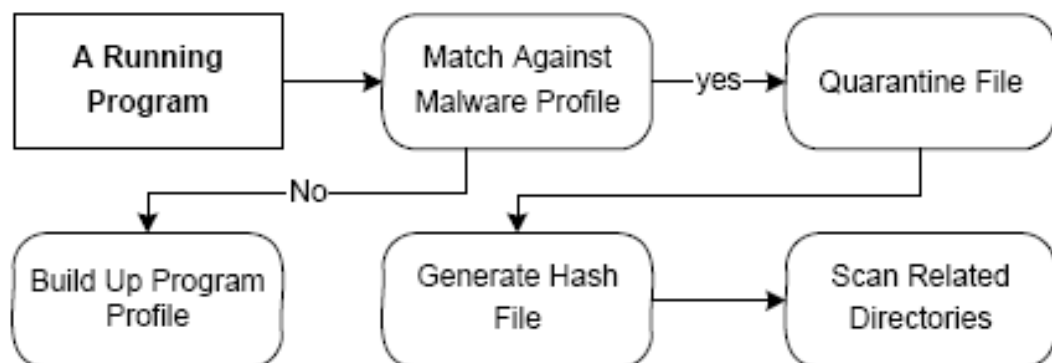 A Running
Program
Match Against
Malware Profile
yes
Quarantine File
No
Build Up Program
Profile
Generate Hash
File
Scan Related
Directories